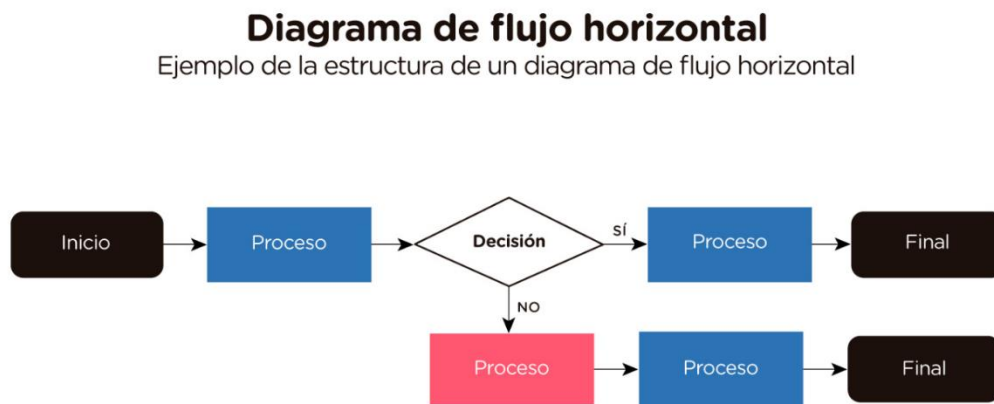 Diagrama de flujo horizontal
Ejemplo de la estructura de un diagrama de flujo horizontal
Inicio
Proceso
Decisión
SÍ
Proceso
Final
NO
Proceso
Proceso
Final